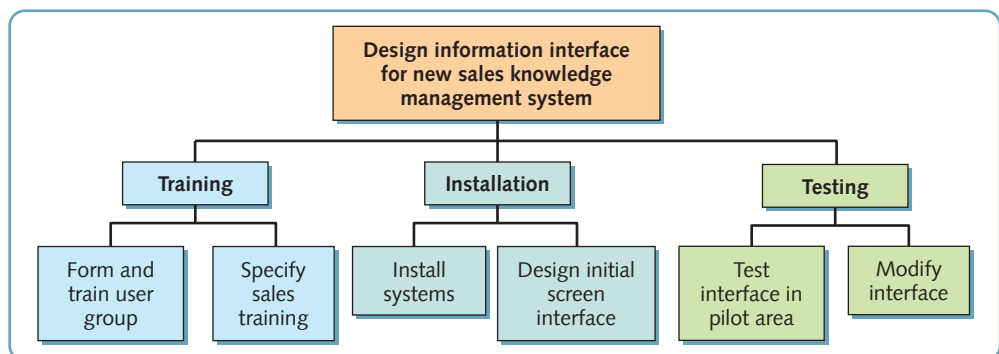 Design information interface
for new sales knowledge
management system
Training
Installation
Testing
Form and
train user
group
Specify
sales
training
Install
systems
Design initial
screen
interface
Test
interface in
pilot area
Modify
interface